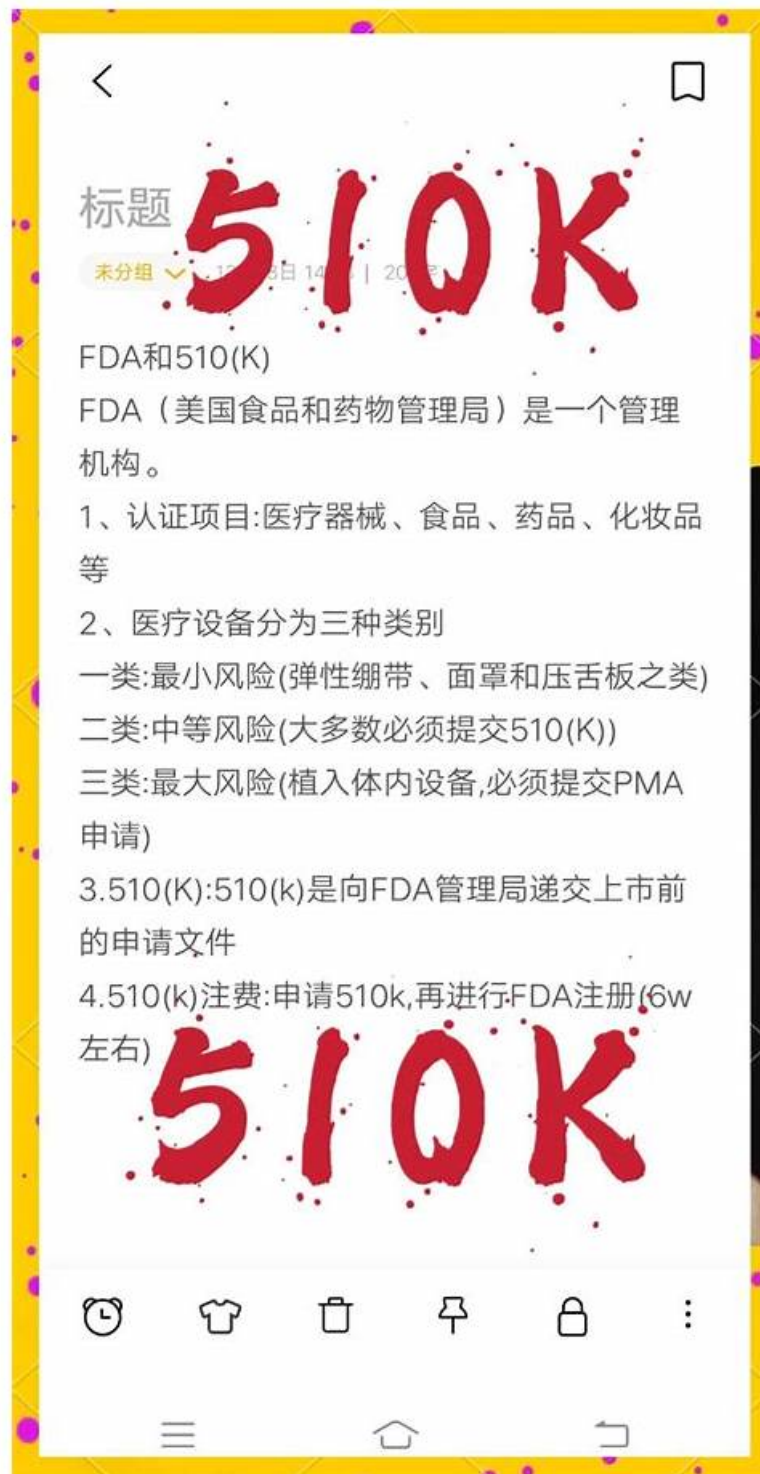 标题
510K
未分组
FDA和510(K)
FDA（美国食品和药物管理局）是一个管理
机构。
1、认证项目:医疗器械、食品、药品、化妆品
等
2、医疗设备分为三种类别
一类:最小风险(弹性绷带、面罩和压舌板之类)
二类:中等风险(大多数必须提交510(K))
三类:最大风险(植入体内设备,必须提交PMA
申请)
3.510(K):510(k)是向FDA管理局递交上市前
的申请文件
4.510(k)注费:申请510k,再进行FDA注册(6w
左右)
510K